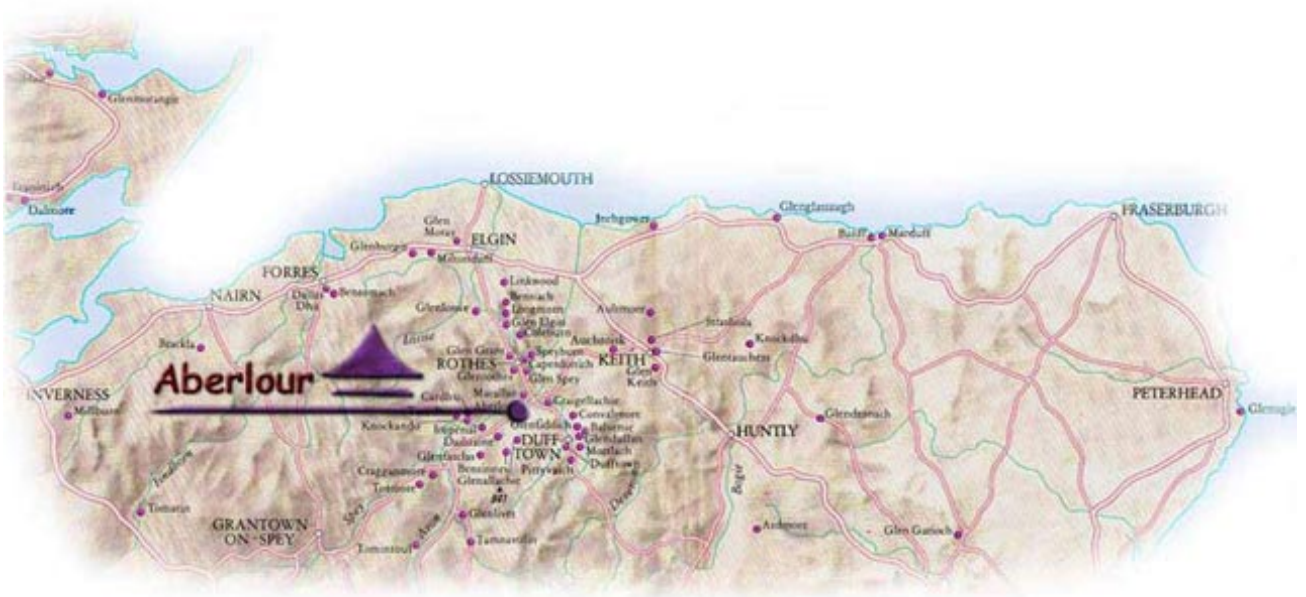 Glenmorangie
Dalmore
LOSSIEMOUTH
Glen
Moray
ELGIN
Inchgower
Glenglassaugh
Banff
Macduff
FRASERBURGH
Glenburgie
Miltonduff
FORRES
Dallas
Dhu
Benromach
NAIRN
Linkwood
Benriach
Longmorn
Glen Elgin
Coleburn
Glenlossie
Lossie
Aultmore
Strathisla
Auchroisk
KEITH
Glentauchers
Glen
Keith
Knockdhu
Brackla
Glen Grant
ROTHES
Glenrothes
Speyburn
Caperdonich
Glen Spey
Aberlour
Macallan
Craigellachie
INVERNESS
Millburn
Cardhu
Knockando
Imperial
Dailuaine
Glenfiddich
Convalmore
Balvenie
Glendullan
Mortlach
Dufftown
DUFF
TOWN
Pittyvaich
HUNTLY
Glendronach
PETERHEAD
Glenugie
Glenfarclas
Cragganmore
Tormore
Benrinnes
Glenallachie
841
Deveron
Bogie
Findhorn
Tomatin
GRANTOWN
ON-SPEY
Spey
Avon
Glenlivet
Tomintoul
Tamnavulin
Ardmore
Glen Garioch